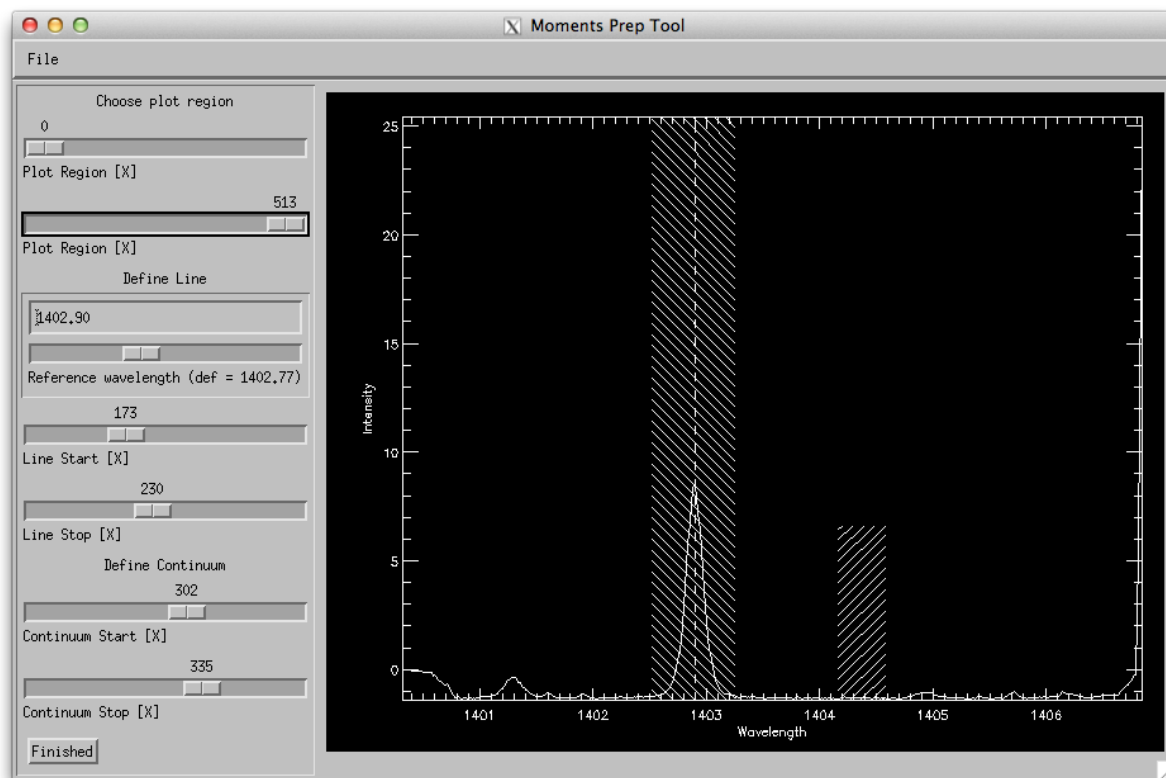 Moments Prep Tool
File
Choose plot region
0
Plot Region [X]
513
Plot Region [X]
Define Line
1402.90
Reference wavelength (def = 1402.77)
173
Line Start [X]
230
Line Stop [X]
Define Continuum
302
Continuum Start [X]
335
Continuum Stop [X]
Finished
25
20
15
10
5
0
Intensity
1401 1402 1403 1404 1405 1406
Wavelength